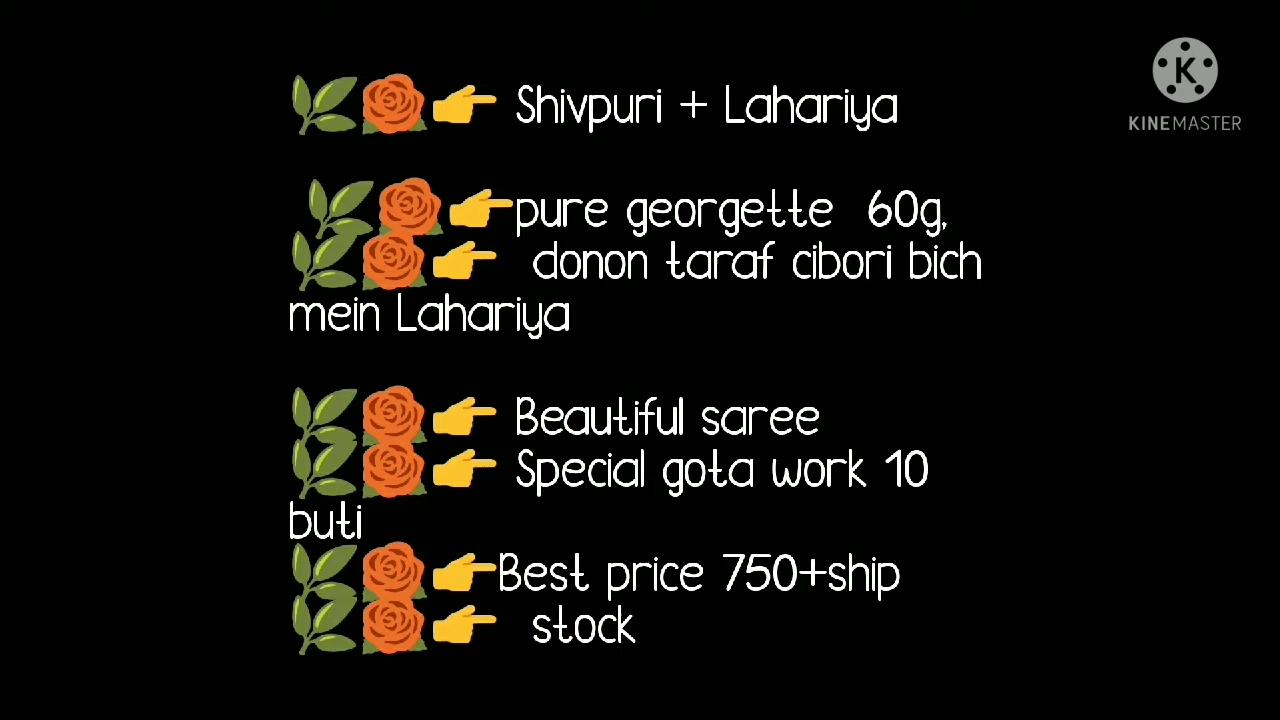 🌿🌹👉 Shivpuri + Lahariya
KINEMASTER
🌿🌹👉pure georgette 60g,
🌿🌹👉 donon taraf cibori bich
mein Lahariya
🌿🌹👉 Beautiful saree
🌿🌹👉 Special gota work 10
buti
🌿🌹👉Best price 750+ship
🌿🌹👉 stock